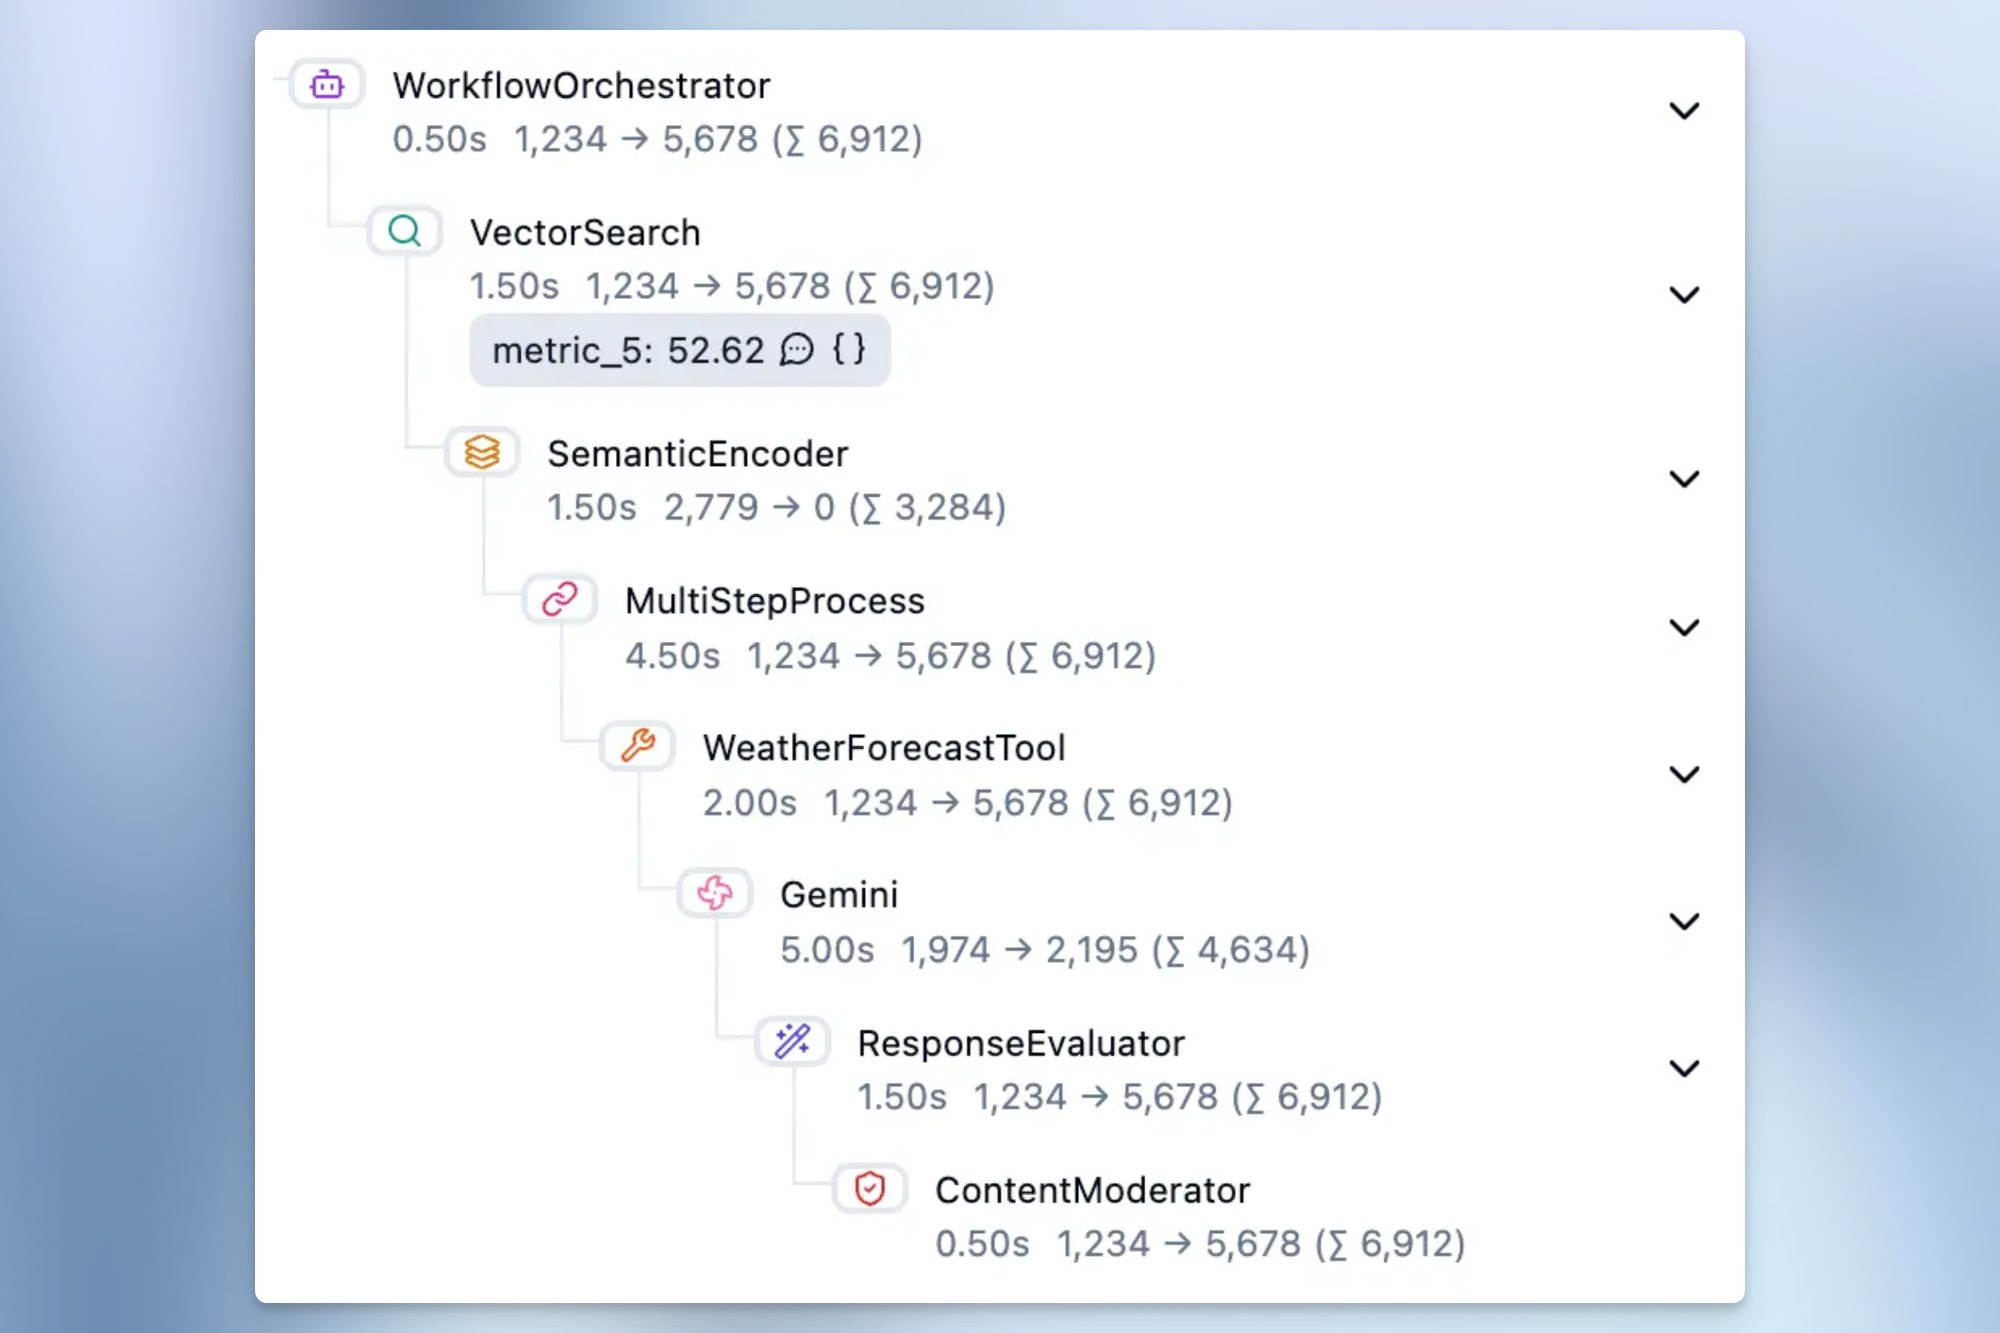 WorkflowOrchestrator
0.50s 1,234 → 5,678 (∑ 6,912)
VectorSearch
1.50s 1,234 → 5,678 (∑ 6,912)
metric_5: 52.62 { }
SemanticEncoder
1.50s 2,779 → 0 (∑ 3,284)
MultiStepProcess
4.50s 1,234 → 5,678 (∑ 6,912)
WeatherForecastTool
2.00s 1,234 → 5,678 (∑ 6,912)
Gemini
5.00s 1,974 → 2,195 (∑ 4,634)
ResponseEvaluator
1.50s 1,234 → 5,678 (∑ 6,912)
ContentModerator
0.50s 1,234 → 5,678 (∑ 6,912)